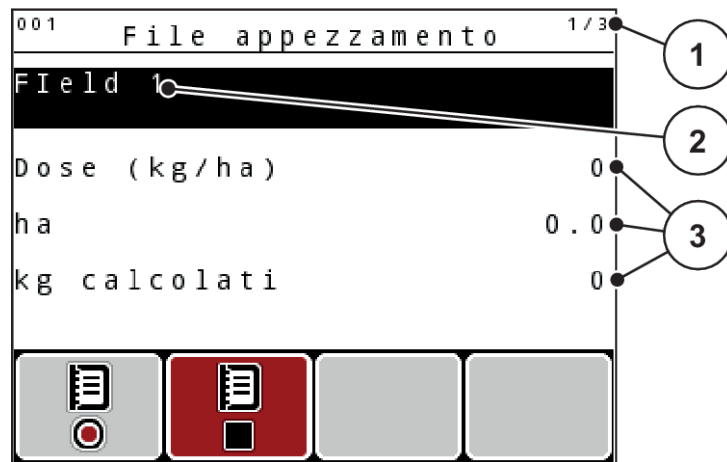 001 File appezzamento 1/3
1
FIeld 1
2
Dose (kg/ha) 0
ha 0.0
3
kg calcolati 0